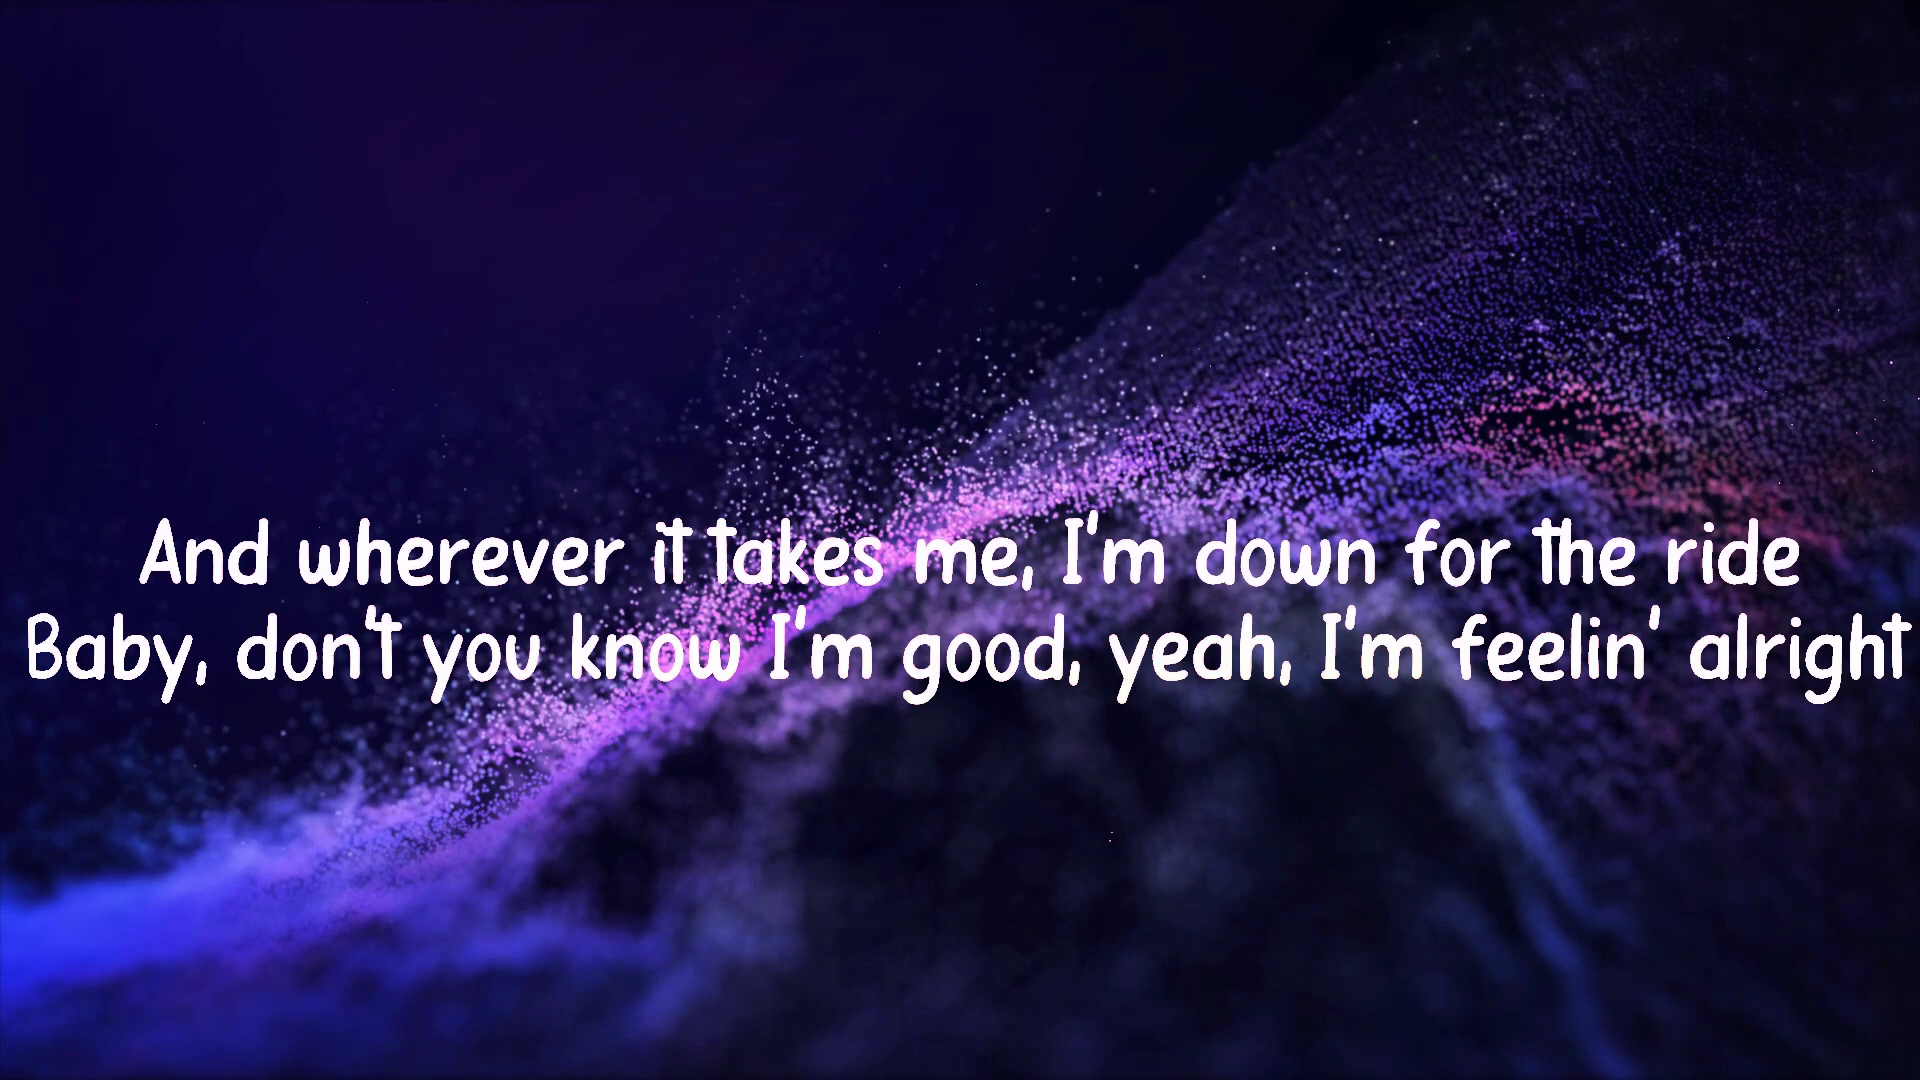 And wherever it takes me, I'm down for the ride
Baby, don't you know I'm good, yeah, I'm feelin' alright